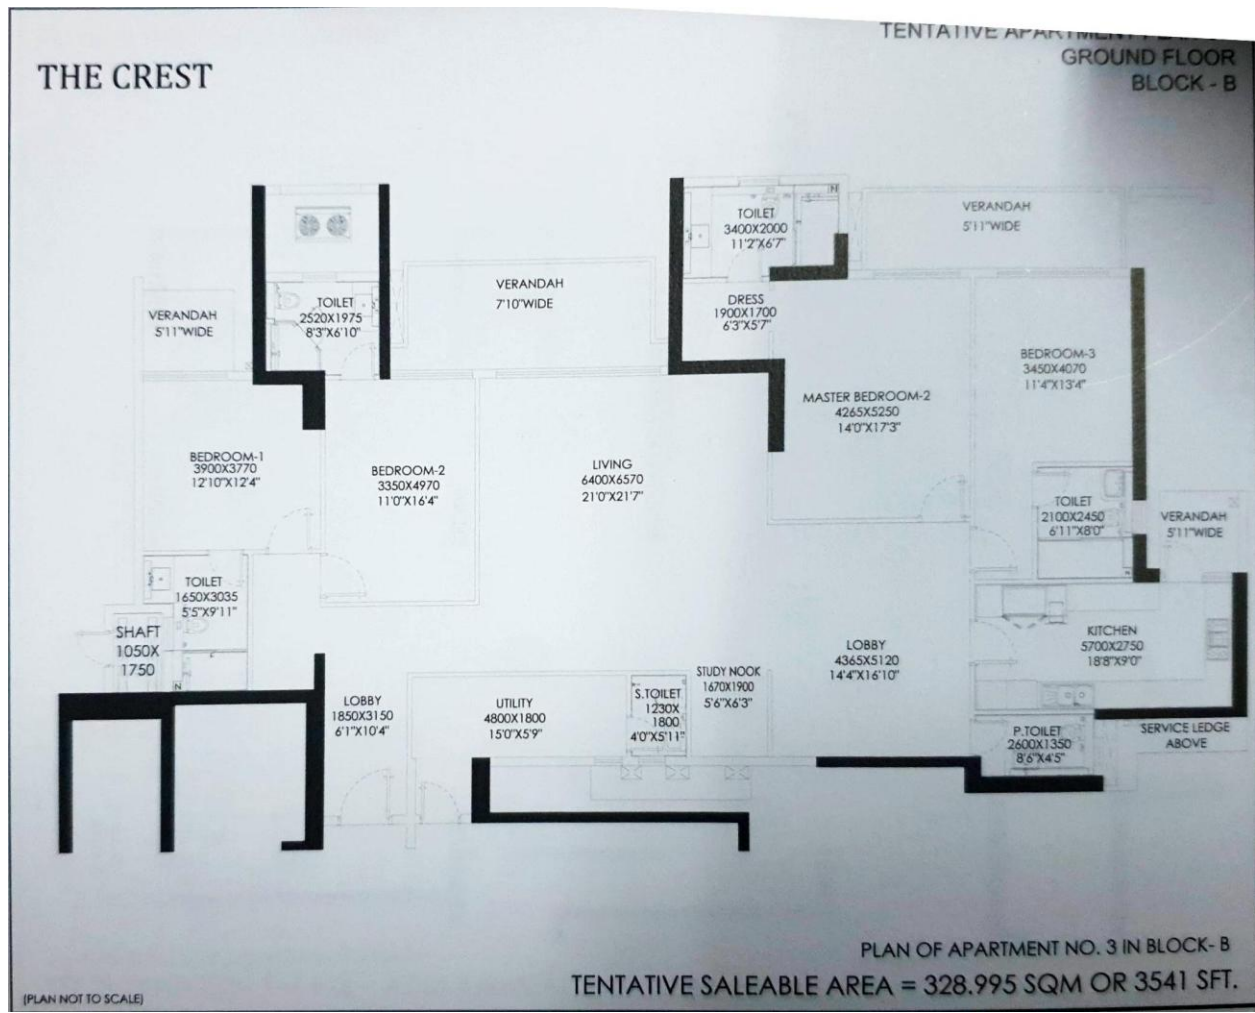 TENTATIVE APARTMENT
GROUND FLOOR
BLOCK - B
THE CREST
TOILET
3400X2000
11'2"X6'7"
VERANDAH
5'11"WIDE
VERANDAH
7'10"WIDE
TOILET
2520X1975
8'3"X6'10"
VERANDAH
5'11"WIDE
DRESS
1900X1700
6'3"X5'7"
BEDROOM-3
3450X4070
11'4"X13'4"
MASTER BEDROOM-2
4265X5250
14'0"X17'3"
BEDROOM-1
3900X3770
12'10"X12'4"
BEDROOM-2
3350X4970
11'0"X16'4"
LIVING
6400X6570
21'0"X21'7"
TOILET
2100X2450
6'11"X8'0"
VERANDAH
5'11"WIDE
TOILET
1650X3035
5'5"X9'11"
SHAFT
1050X
1750
KITCHEN
5700X2750
18'8"X9'0"
LOBBY
4365X5120
14'4"X16'10"
STUDY NOOK
1670X1900
5'6"X6'3"
S.TOILET
1230X
1800
4'0"X5'11"
UTILITY
4800X1800
15'0"X5'9"
LOBBY
1850X3150
6'1"X10'4"
P.TOILET
2600X1350
8'6"X4'5"
SERVICE LEDGE
ABOVE
PLAN OF APARTMENT NO. 3 IN BLOCK- B
TENTATIVE SALEABLE AREA = 328.995 SQM OR 3541 SFT.
(PLAN NOT TO SCALE)